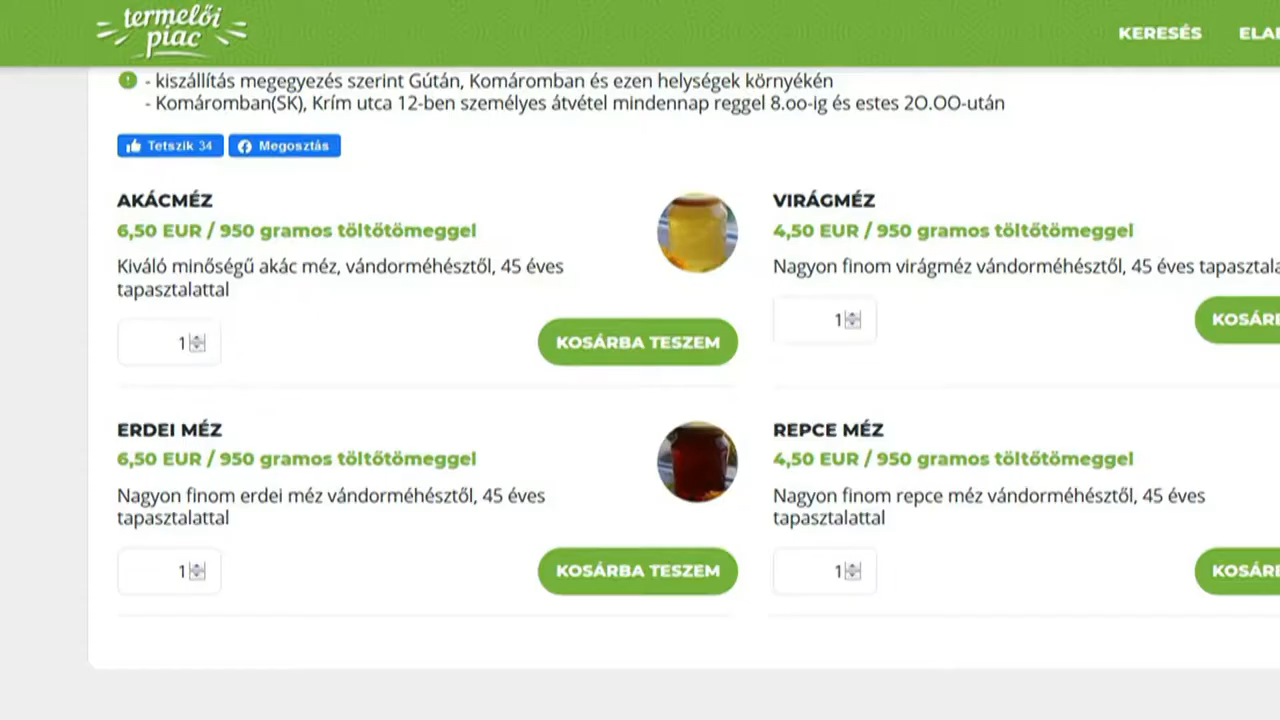 termelői
piac
KERESÉS
- kiszállítás megegyezés szerint Gútán, Komáromban és ezen helységek környékén
- Komáromban(SK), Krím utca 12-ben személyes átvétel mindennap reggel 8.oo-ig és estes 2O.OO-után
Tetszik 34
Megosztás
AKÁCMÉZ
6,50 EUR / 950 gramos töltőtömeggel
Kiváló minőségű akác méz, vándorméhésztől, 45 éves
tapasztalattal
1
KOSÁRBA TESZEM
VIRÁGMÉZ
4,50 EUR / 950 gramos töltőtömeggel
Nagyon finom virágméz vándorméhésztől, 45 éves
1
ERDEI MÉZ
6,50 EUR / 950 gramos töltőtömeggel
Nagyon finom erdei méz vándorméhésztől, 45 éves
tapasztalattal
1
KOSÁRBA TESZEM
REPCE MÉZ
4,50 EUR / 950 gramos töltőtömeggel
Nagyon finom repce méz vándorméhésztől, 45 éves
tapasztalattal
1